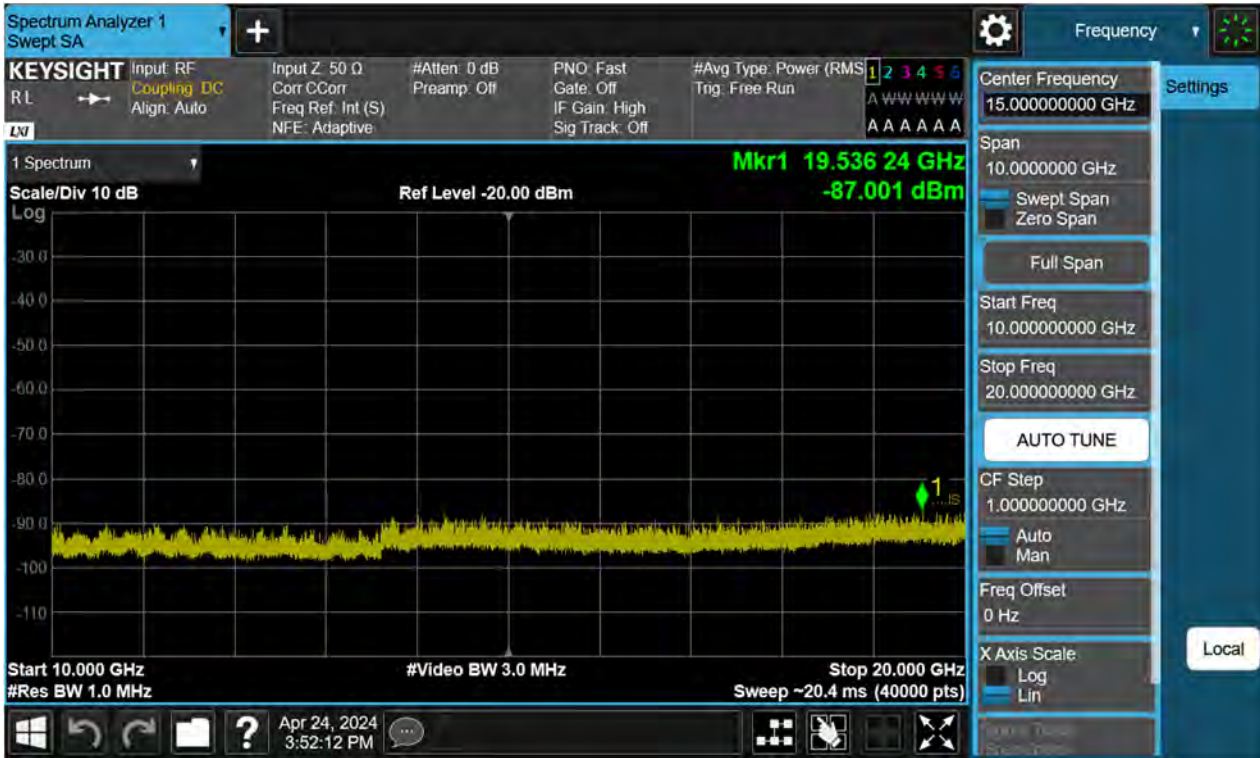 Spectrum Analyzer 1
Swept SA
+
Frequency
KEYSIGHT
RL
LXI
Input: RF
Coupling: DC
Align: Auto
Input Z: 50 Ω
Corr CCorr
Freq Ref: Int (S)
NFE: Adaptive
#Atten: 0 dB
Preamp: Off
PNO: Fast
Gate: Off
IF Gain: High
Sig Track: Off
#Avg Type: Power (RMS
Trig: Free Run
1 2 3 4 5 6
A W W W W W
A A A A A A
1 Spectrum
Scale/Div 10 dB
Ref Level -20.00 dBm
Mkr1 19.536 24 GHz
-87.001 dBm
Log
-30.0
-40.0
-50.0
-60.0
-70.0
-80.0
-90.0
-100
-110
1
Start 10.000 GHz
#Video BW 3.0 MHz
Stop 20.000 GHz
#Res BW 1.0 MHz
Sweep ~20.4 ms (40000 pts)
?
Apr 24, 2024
3:52:12 PM
Center Frequency
15.000000000 GHz
Settings
Span
10.0000000 GHz
Swept Span
Zero Span
Full Span
Start Freq
10.000000000 GHz
Stop Freq
20.000000000 GHz
AUTO TUNE
CF Step
1.000000000 GHz
Auto
Man
Freq Offset
0 Hz
X Axis Scale
Log
Lin
Local